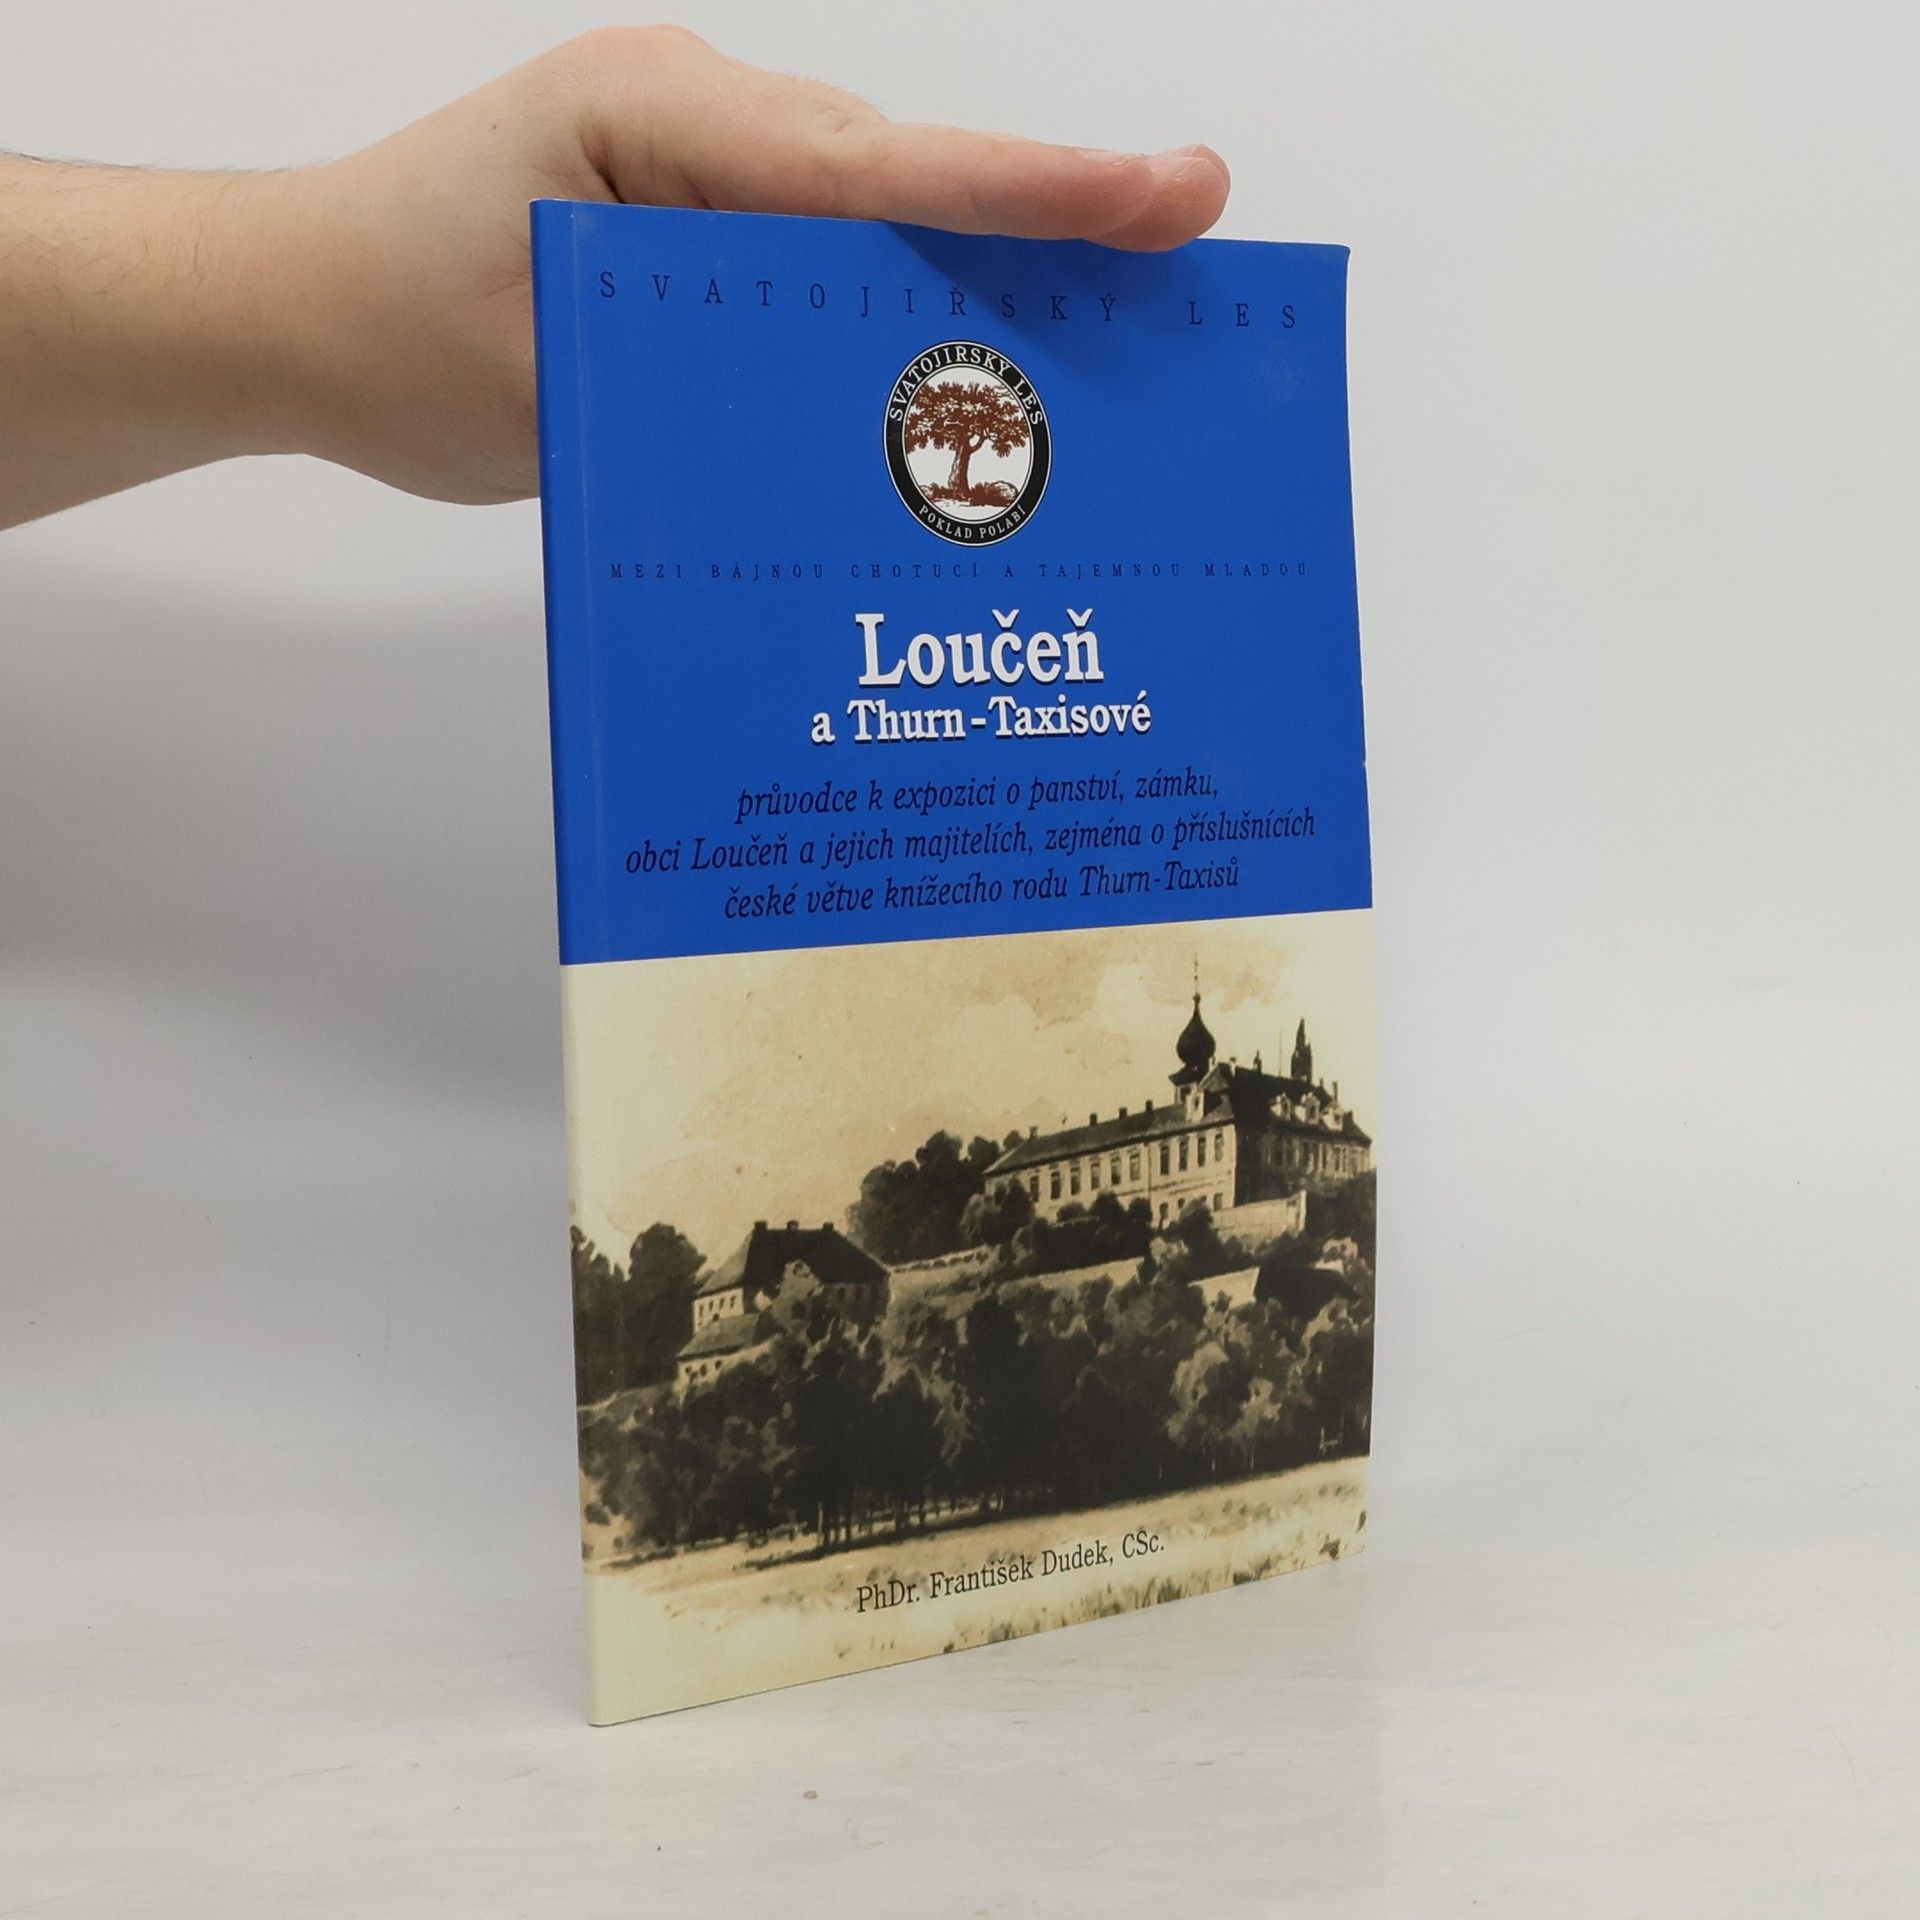 SVATOJIŘSKÝ LES
SVATOJIŘSKÝ LES
POKLAD POLABÍ
MEZI BÁJNOU CHOTUCÍ A TAJEMNOU MLADOU
Loučeň
a Thurn-Taxisové
průvodce k expozici o panství, zámku,
obci Loučeň a jejich majitelích, zejména o příslušnících
české větve knížecího rodu Thurn-Taxisů
PhDr. František Dudek, CSc.